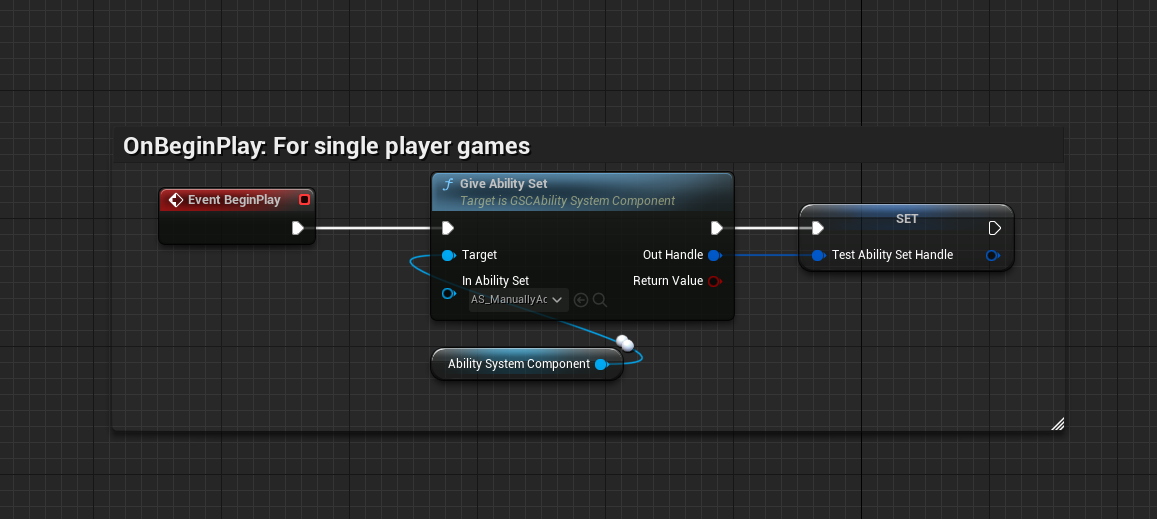 OnBeginPlay: For single player games
Event BeginPlay
Give Ability Set
Target is GSCAbility System Component
Target
Out Handle
In Ability Set
Return Value
AS_ManuallyAc
SET
Test Ability Set Handle
Ability System Component